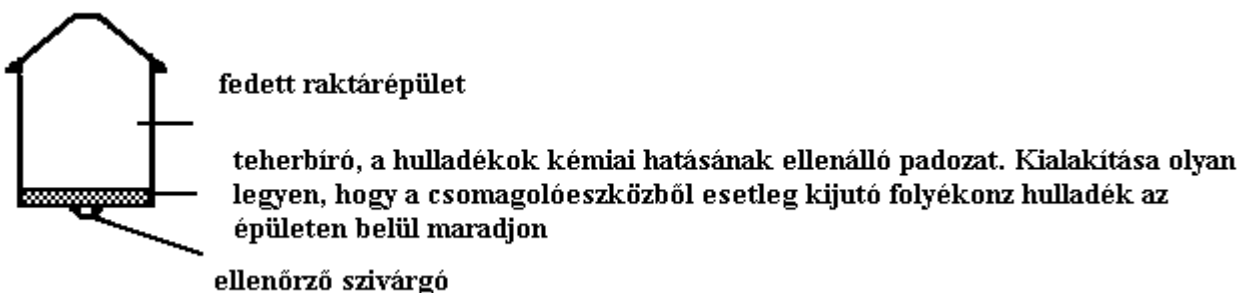 fedett raktárépület
teherbíró, a hulladékok kémiai hatásának ellenálló padozat. Kialakítása olyan
legyen, hogy a csomagolóeszközből esetleg kijutó folyékonz hulladék az
épületen belül maradjon
ellenőrző szivárgó